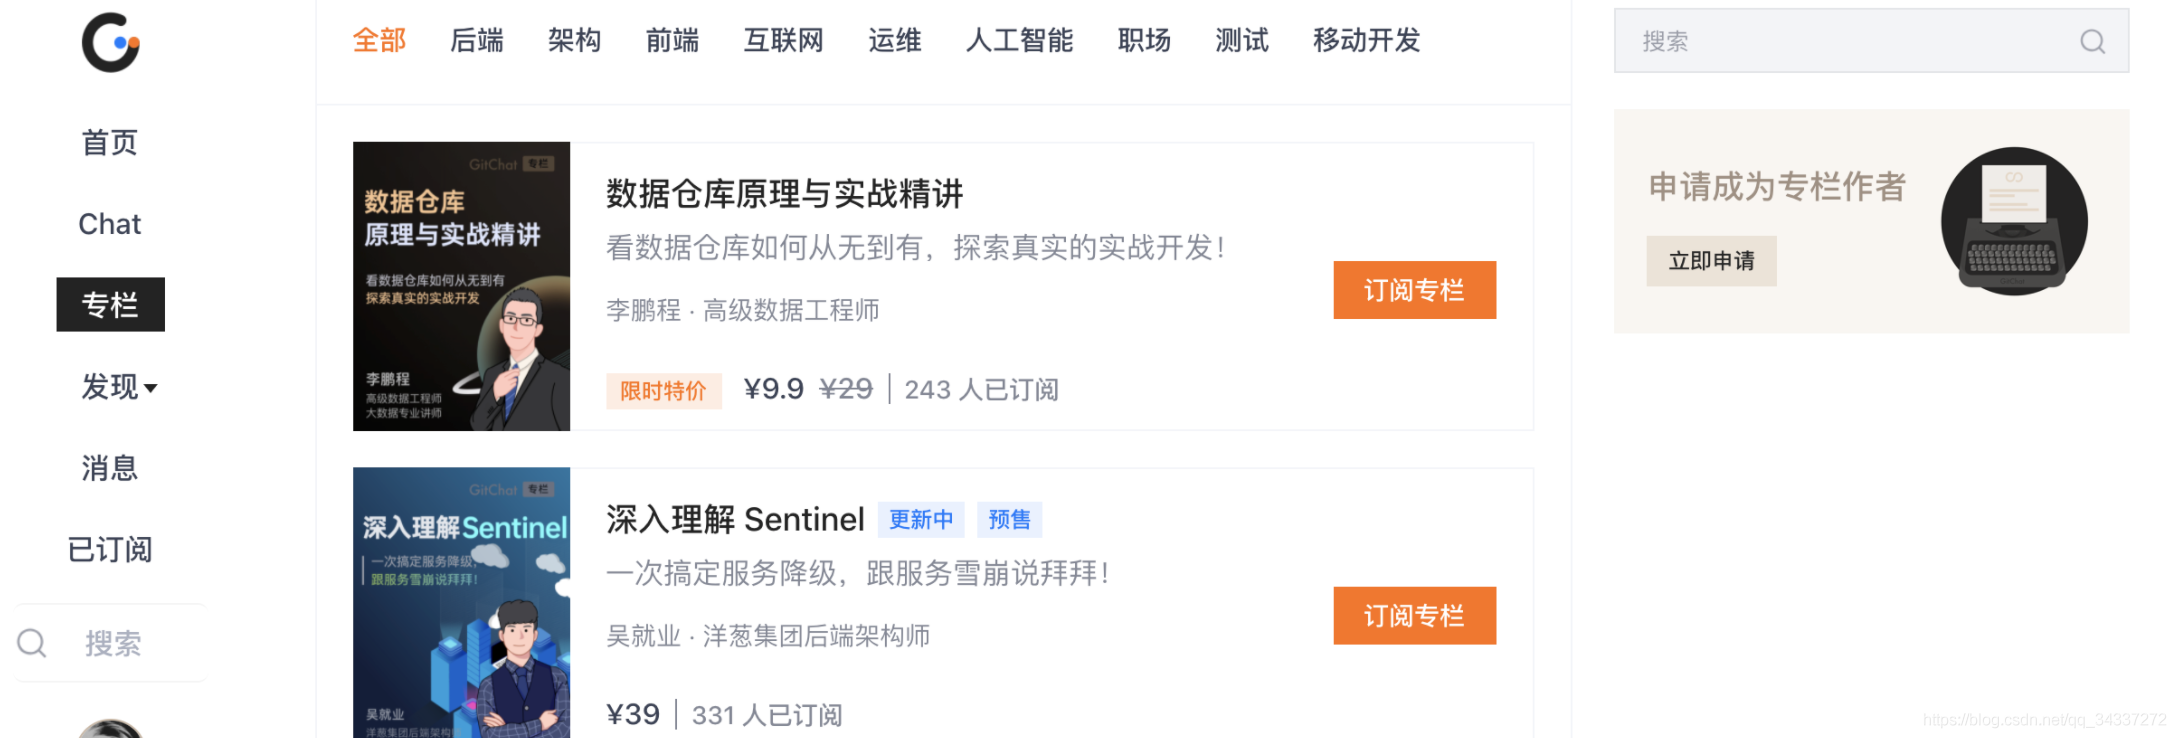 首页
Chat
专栏
发现
消息
已订阅
搜索
全部 后端 架构 前端 互联网 运维 人工智能 职场 测试 移动开发
GitChat 专栏
数据仓库
原理与实战精讲
看数据仓库如何从无到有
探索真实的实战开发
李鹏程
高级数据工程师
大数据专业讲师
数据仓库原理与实战精讲
看数据仓库如何从无到有，探索真实的实战开发！
李鹏程 · 高级数据工程师
限时特价 ¥9.9 ¥29 | 243 人已订阅
订阅专栏
GitChat 专栏
深入理解Sentinel
一次搞定服务降级，
跟服务雪崩说拜拜！
吴就业
洋葱集团后端架构师
深入理解 Sentinel 更新中 预售
一次搞定服务降级，跟服务雪崩说拜拜！
吴就业 · 洋葱集团后端架构师
¥39 | 331 人已订阅
订阅专栏
搜索
申请成为专栏作者
立即申请
https://blog.csdn.net/qq_34337272